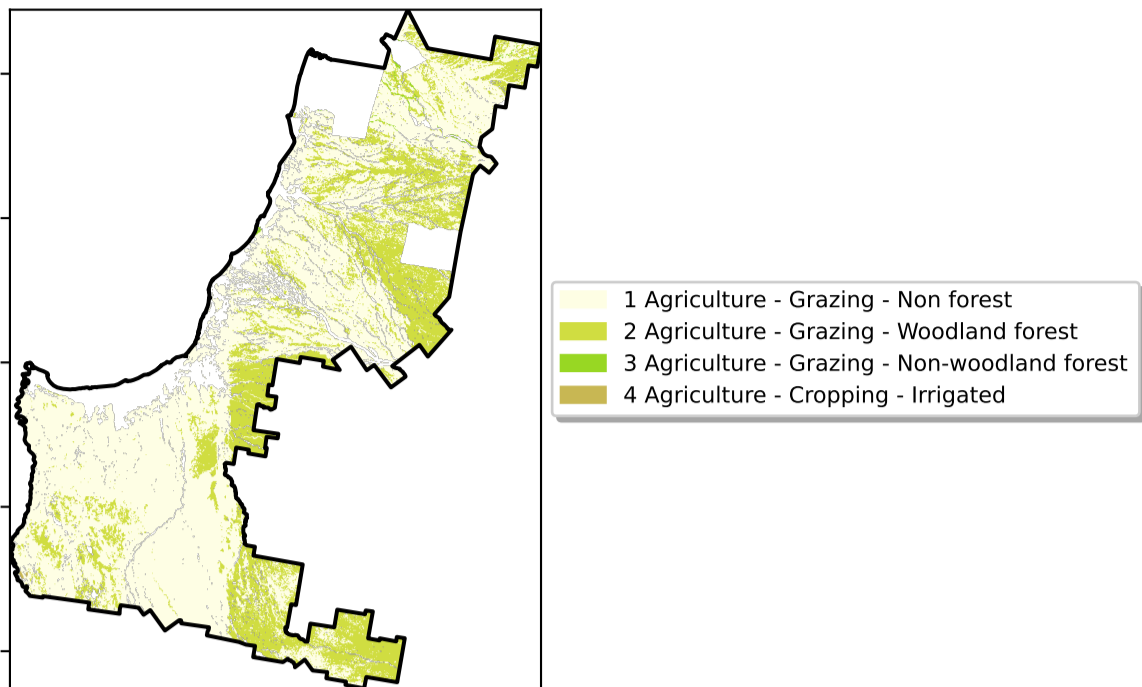 1 Agriculture - Grazing - Non forest
2 Agriculture - Grazing - Woodland forest
3 Agriculture - Grazing - Non-woodland forest
4 Agriculture - Cropping - Irrigated